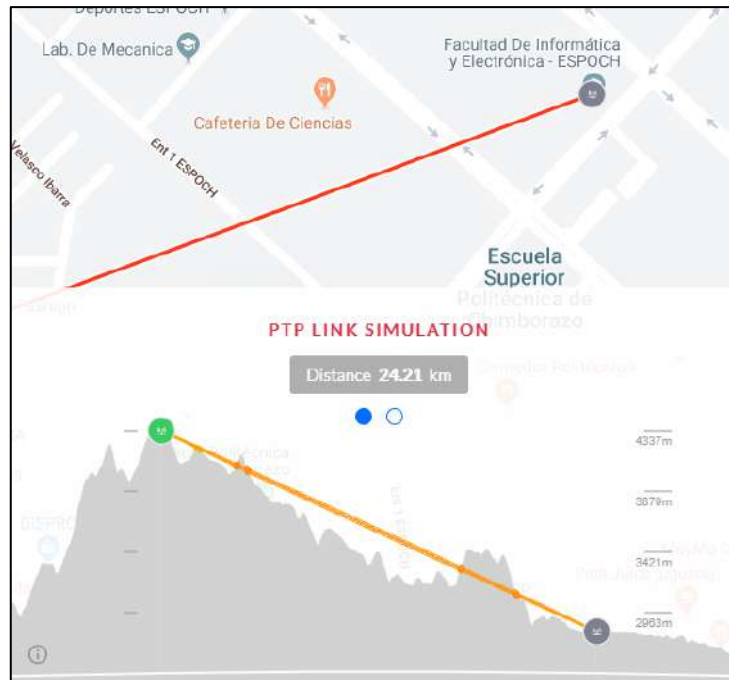 Deportes ESPOCH
Lab. De Mecanica
Facultad De Informática
y Electrónica - ESPOCH
Cafeteria De Ciencias
Ent 1 ESPOCH
Velasco Ibarra
Escuela
Superior
Politécnica de
Chimborazo
PTP LINK SIMULATION
Distance 24.21 km
4337m
3879m
3421m
2963m